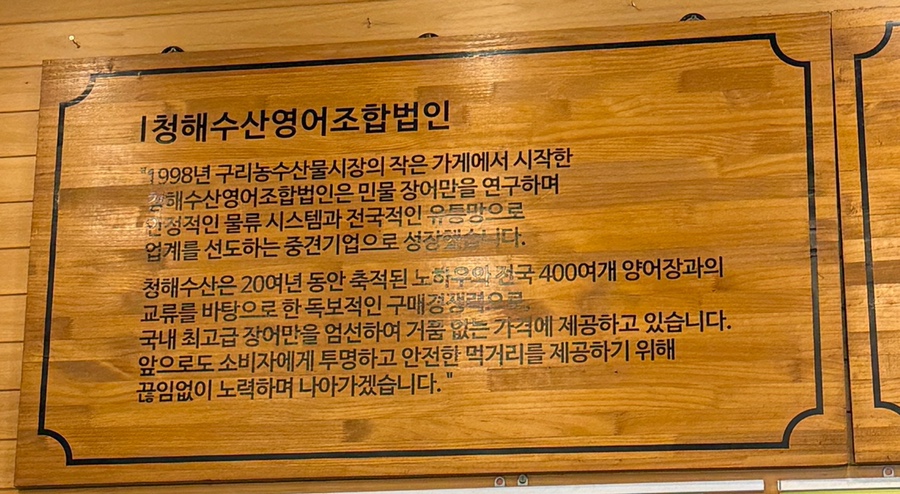 |청해수산영어조합법인
"1998년 구리농수산물시장의 작은 가게에서 시작한
청해수산영어조합법인은 민물 장어만을 연구하며
안정적인 물류 시스템과 전국적인 유통망으로
업계를 선도하는 중견기업으로 성장했습니다.
청해수산은 20여년 동안 축적된 노하우와 전국 400여개 양어장과의
교류를 바탕으로 한 독보적인 구매경쟁력으로
국내 최고급 장어만을 엄선하여 거품 없는 가격에 제공하고 있습니다.
앞으로도 소비자에게 투명하고 안전한 먹거리를 제공하기 위해
끊임없이 노력하며 나아가겠습니다. "